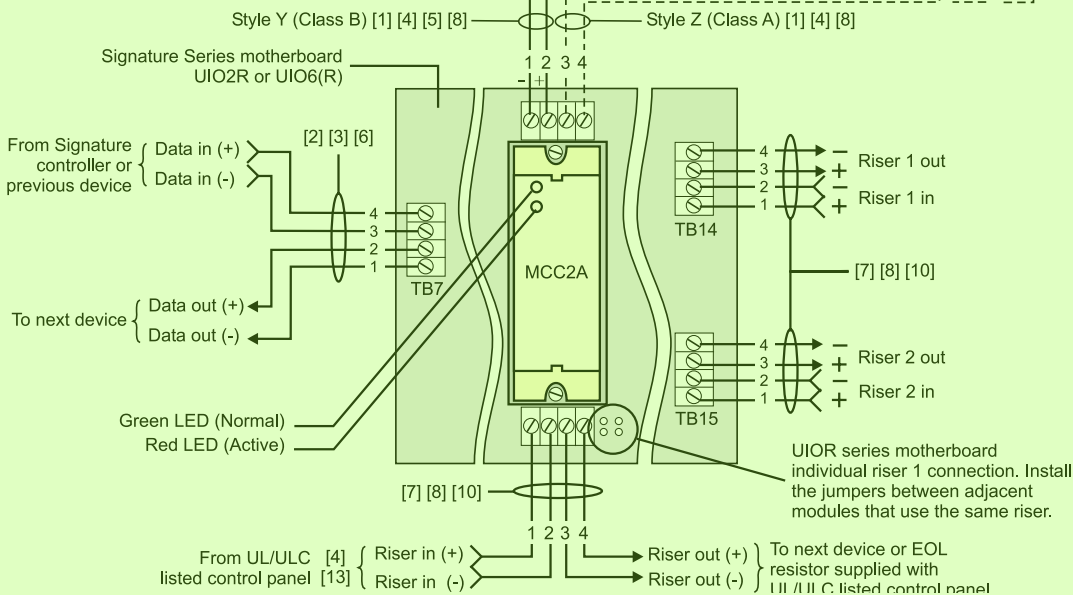 Style Y (Class B) [1] [4] [5] [8]
Style Z (Class A) [1] [4] [8]
1 2 3 4
- +
Signature Series motherboard
UIO2R or UIO6(R)
From Signature
controller or
previous device
Data in (+)
Data in (-)
[2] [3] [6]
4
3
2
1
TB7
To next device
Data out (+)
Data out (-)
MCC2A
4 −
3 +
2 −
1 +
Riser 1 out
Riser 1 in
TB14
[7] [8] [10]
4 −
3 +
2 −
1 +
Riser 2 out
Riser 2 in
TB15
Green LED (Normal)
Red LED (Active)
UIOR series motherboard
individual riser 1 connection. Install
the jumpers between adjacent
modules that use the same riser.
[7] [8] [10]
1 2 3 4
From UL/ULC [4]
listed control panel [13]
Riser in (+)
Riser in (-)
Riser out (+)
Riser out (-)
To next device or EOL
resistor supplied with
UL/ULC listed control panel